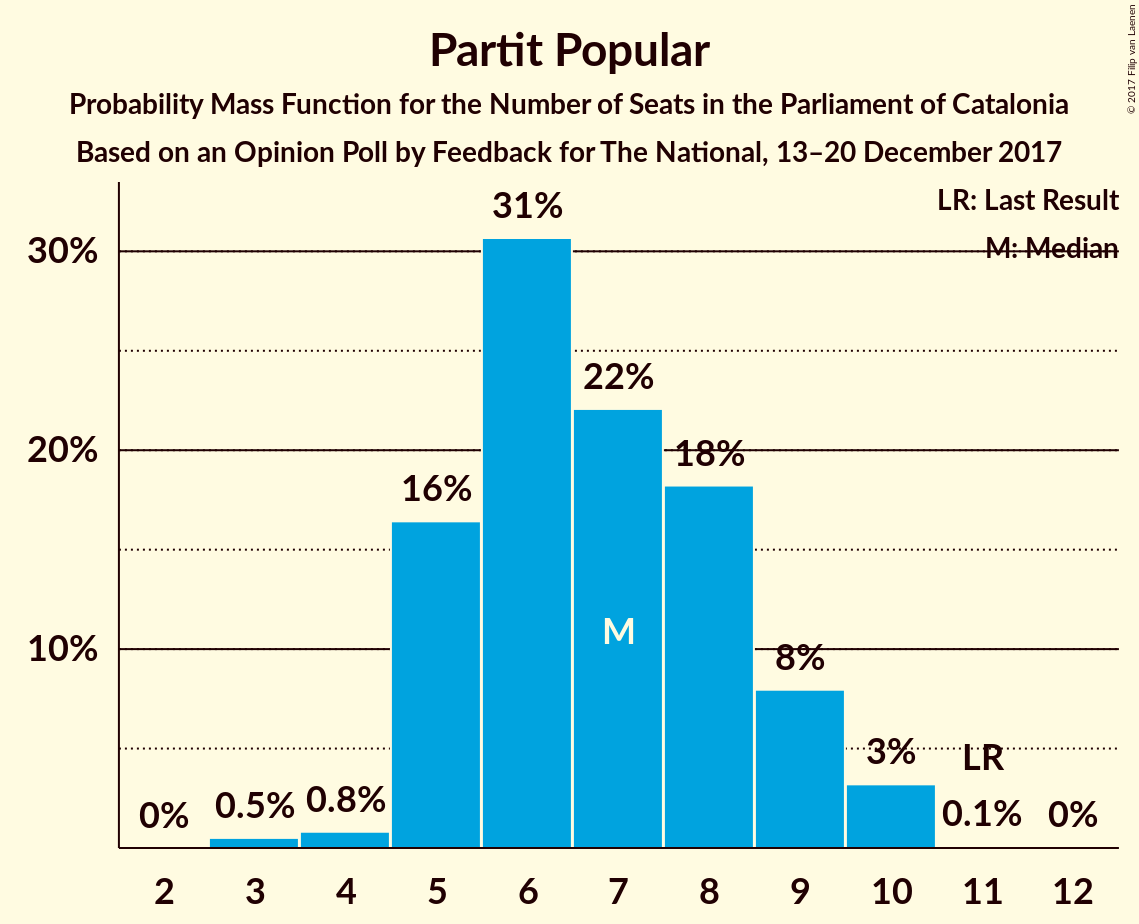 Partit Popular
Probability Mass Function for the Number of Seats in the Parliament of Catalonia
Based on an Opinion Poll by Feedback for The National, 13–20 December 2017
© 2017 Filip van Laenen
LR: Last Result
M: Median
30%
20%
10%
0%
0.5%
0.8%
16%
31%
22%
18%
8%
3%
0.1%
0%
M
LR
2 3 4 5 6 7 8 9 10 11 12